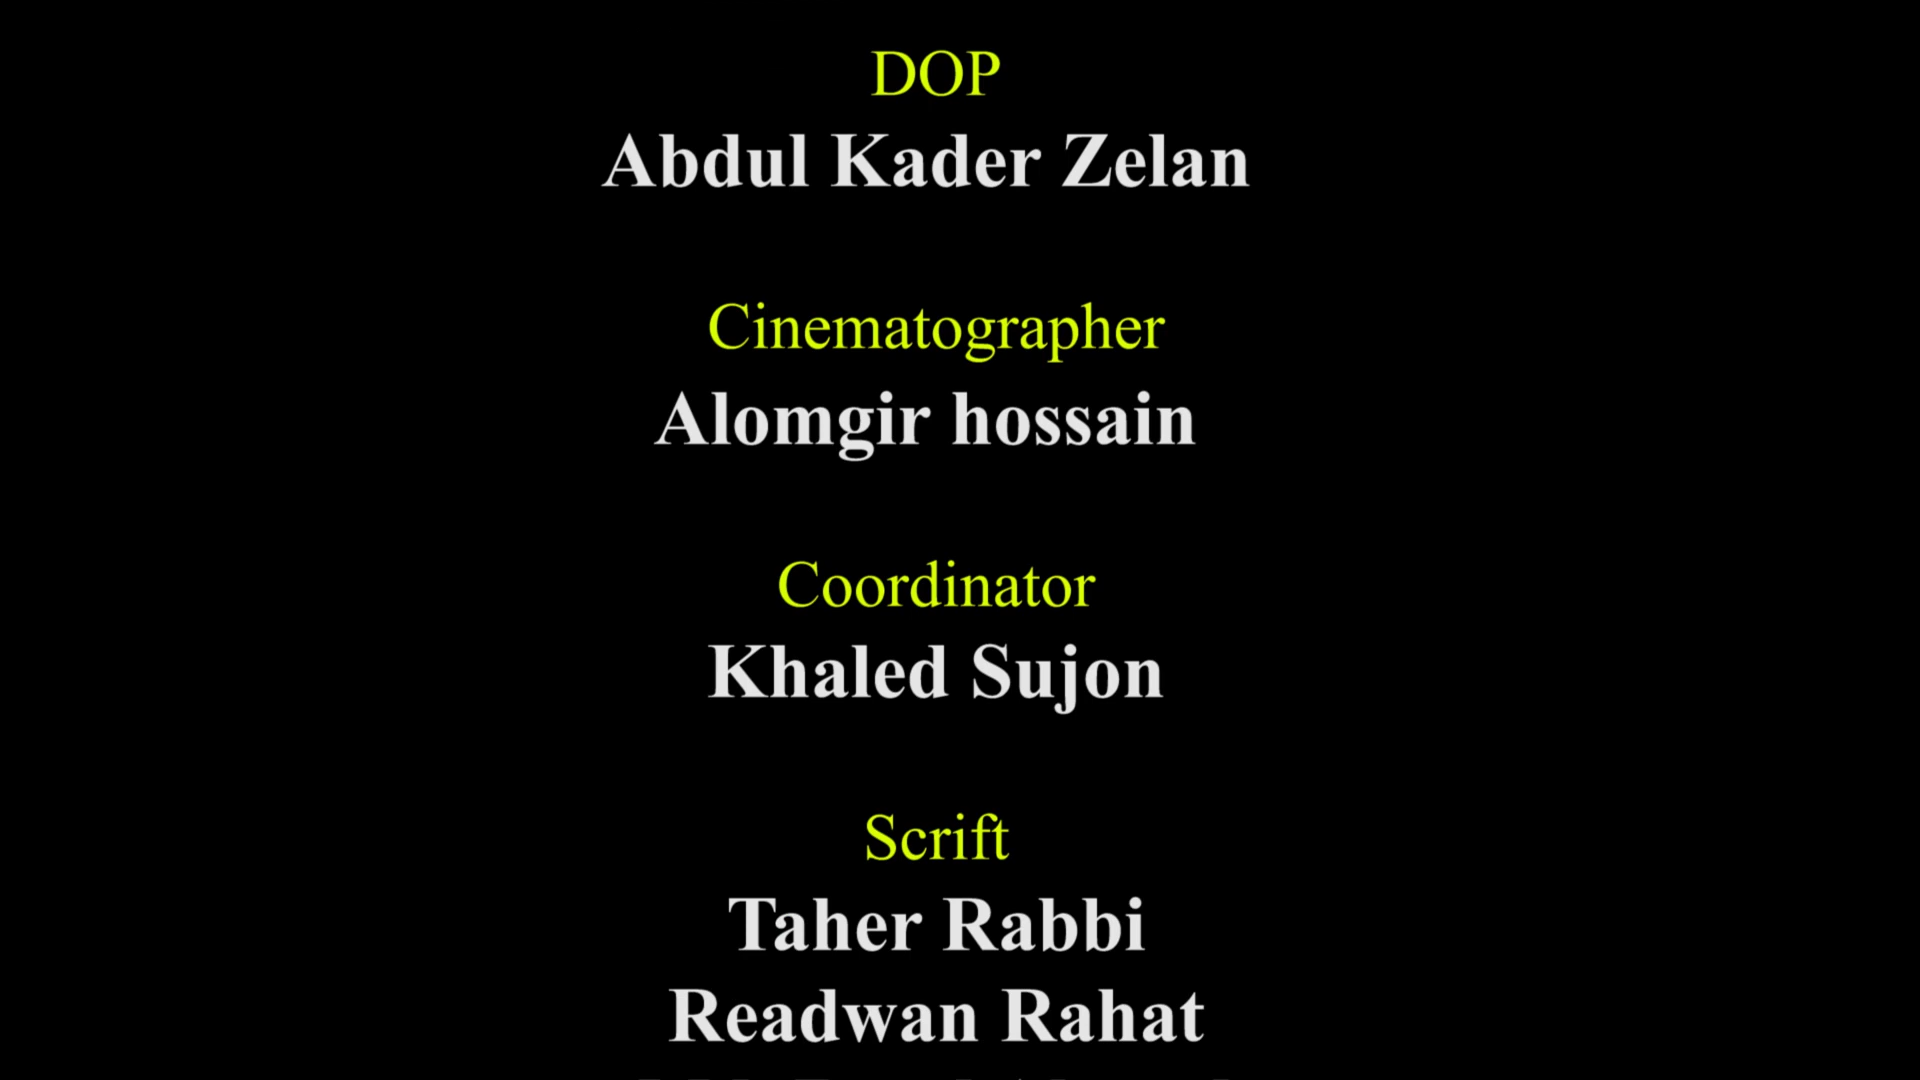 DOP
Abdul Kader Zelan
Cinematographer
Alomgir hossain
Coordinator
Khaled Sujon
Scrift
Taher Rabbi
Readwan Rahat